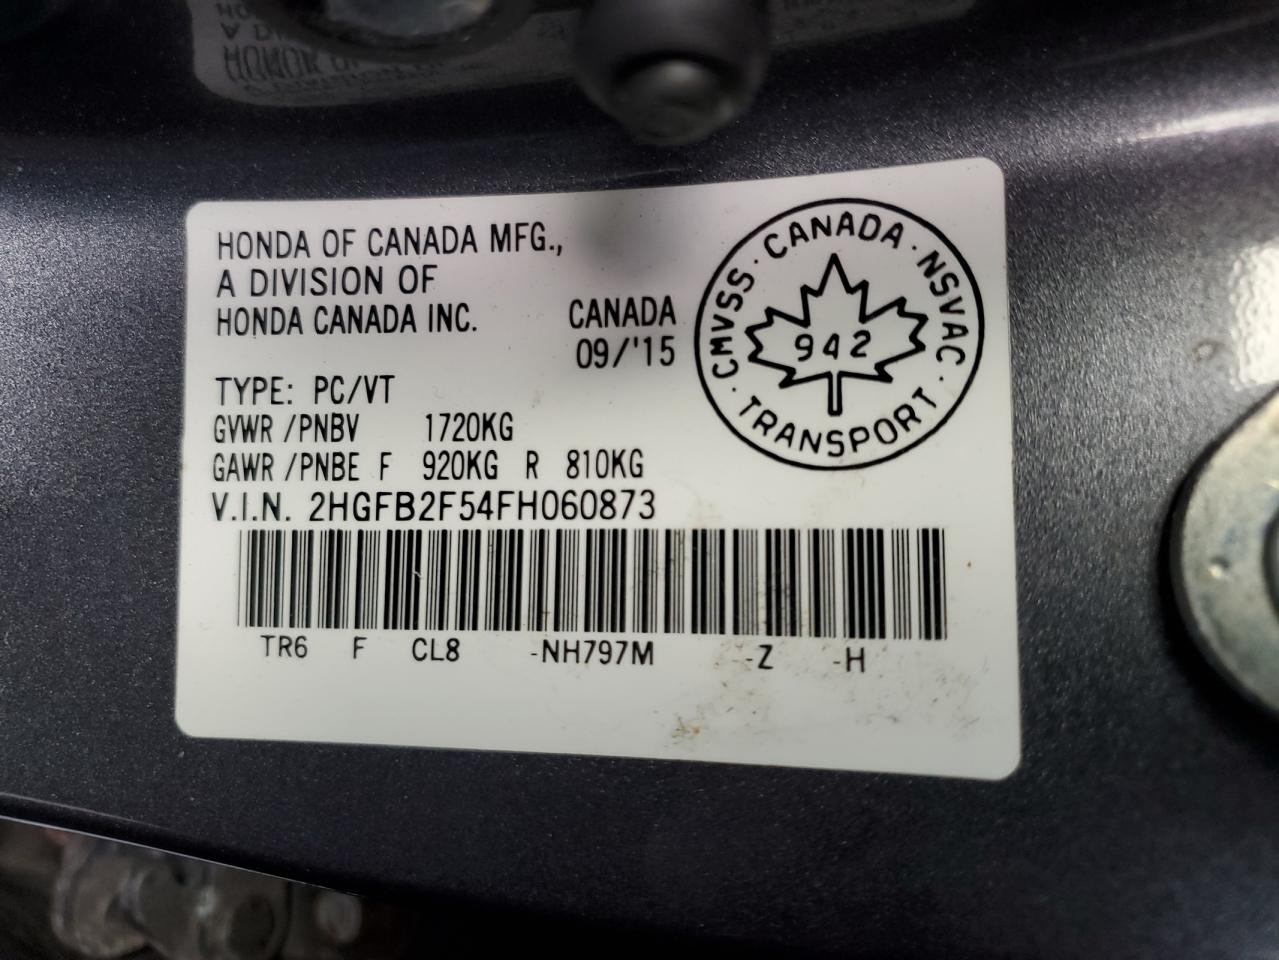 HONDA OF CANADA MFG.,
A DIVISION OF
HONDA CANADA INC.
CANADA
09/'15
TYPE: PC/VT
GVWR /PNBV 1720KG
GAWR /PNBE F 920KG R 810KG
V.I.N. 2HGFB2F54FH060873
TR6 F CL8 -NH797M -Z -H
CMVSS · CANADA · NSVAC · TRANSPORT ·
942